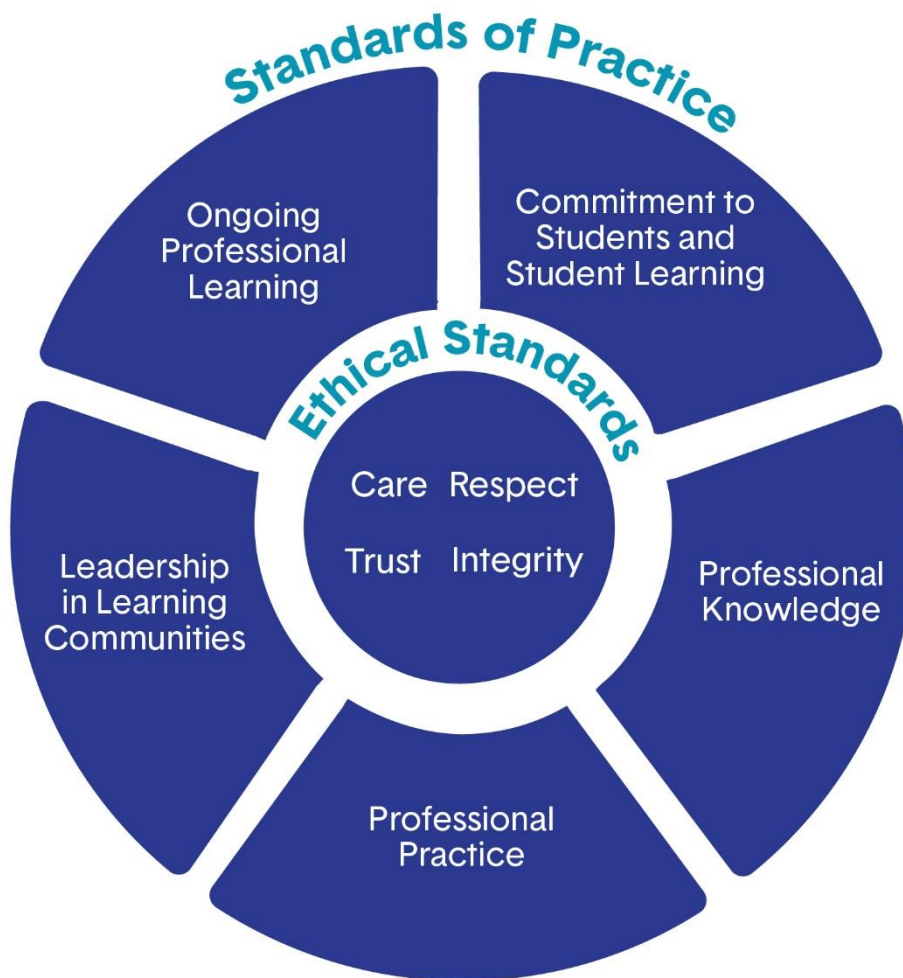 Standards of Practice
Ongoing
Professional
Learning
Commitment to
Students and
Student Learning
Ethical Standards
Care Respect
Trust Integrity
Leadership
in Learning
Communities
Professional
Knowledge
Professional
Practice